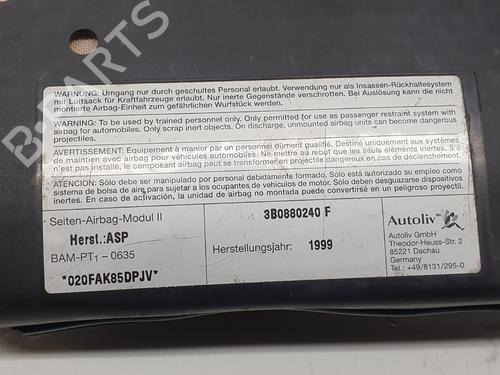 B-PARTS
WARNUNG: Umgang nur durch geschultes Personal erlaubt. Verwendung nur als Insassen-Rückhaltesystem
mit Luftsack für Kraftfahrzeuge erlaubt. Nur inerte Gegenstände verschrotten. Bei Auslösung kann die nicht
montierte Airbag-Einheit zum gefährlichen Wurfstück werden.
WARNING: To be used by trained personnel only. Only permitted for use as passenger restraint system with
airbag for automobiles. Only scrap inert objects. On discharge, unmounted airbag units can become dangerous
projectiles.
AVERTISSEMENT: Equipement à manier par un personnel dûment qualifié. Destiné uniquement aux systèmes
de maintien avec airbag pour véhicules automobiles. Ne mettre au rebut que les seuls éléments inertes. Un
airbag non monté peut se transformer en projectile dangereux en cas de déclenchement.
ATENCION: Sólo debe ser manipulado por personal debidamente formado. Está permitido su empleo como
sistema de bolsa de aire para sujetar a los ocupantes de vehículos de motor. Sólo deben desguazarse dispositivos
inertes. En caso de activación, la unidad de airbag no montada puede convertirse en un peligroso proyectil.
Seiten-Airbag-Modul II
3B0880240 F
Autoliv
Herst.:ASP
Autoliv GmbH
Theodor-Heuss-Str. 2
BAM-PT1 - 0635
Herstellungsjahr: 1999
85221 Dachau
Germany
*020FAK85DPJV*
Tel.: +49/8131/295-0